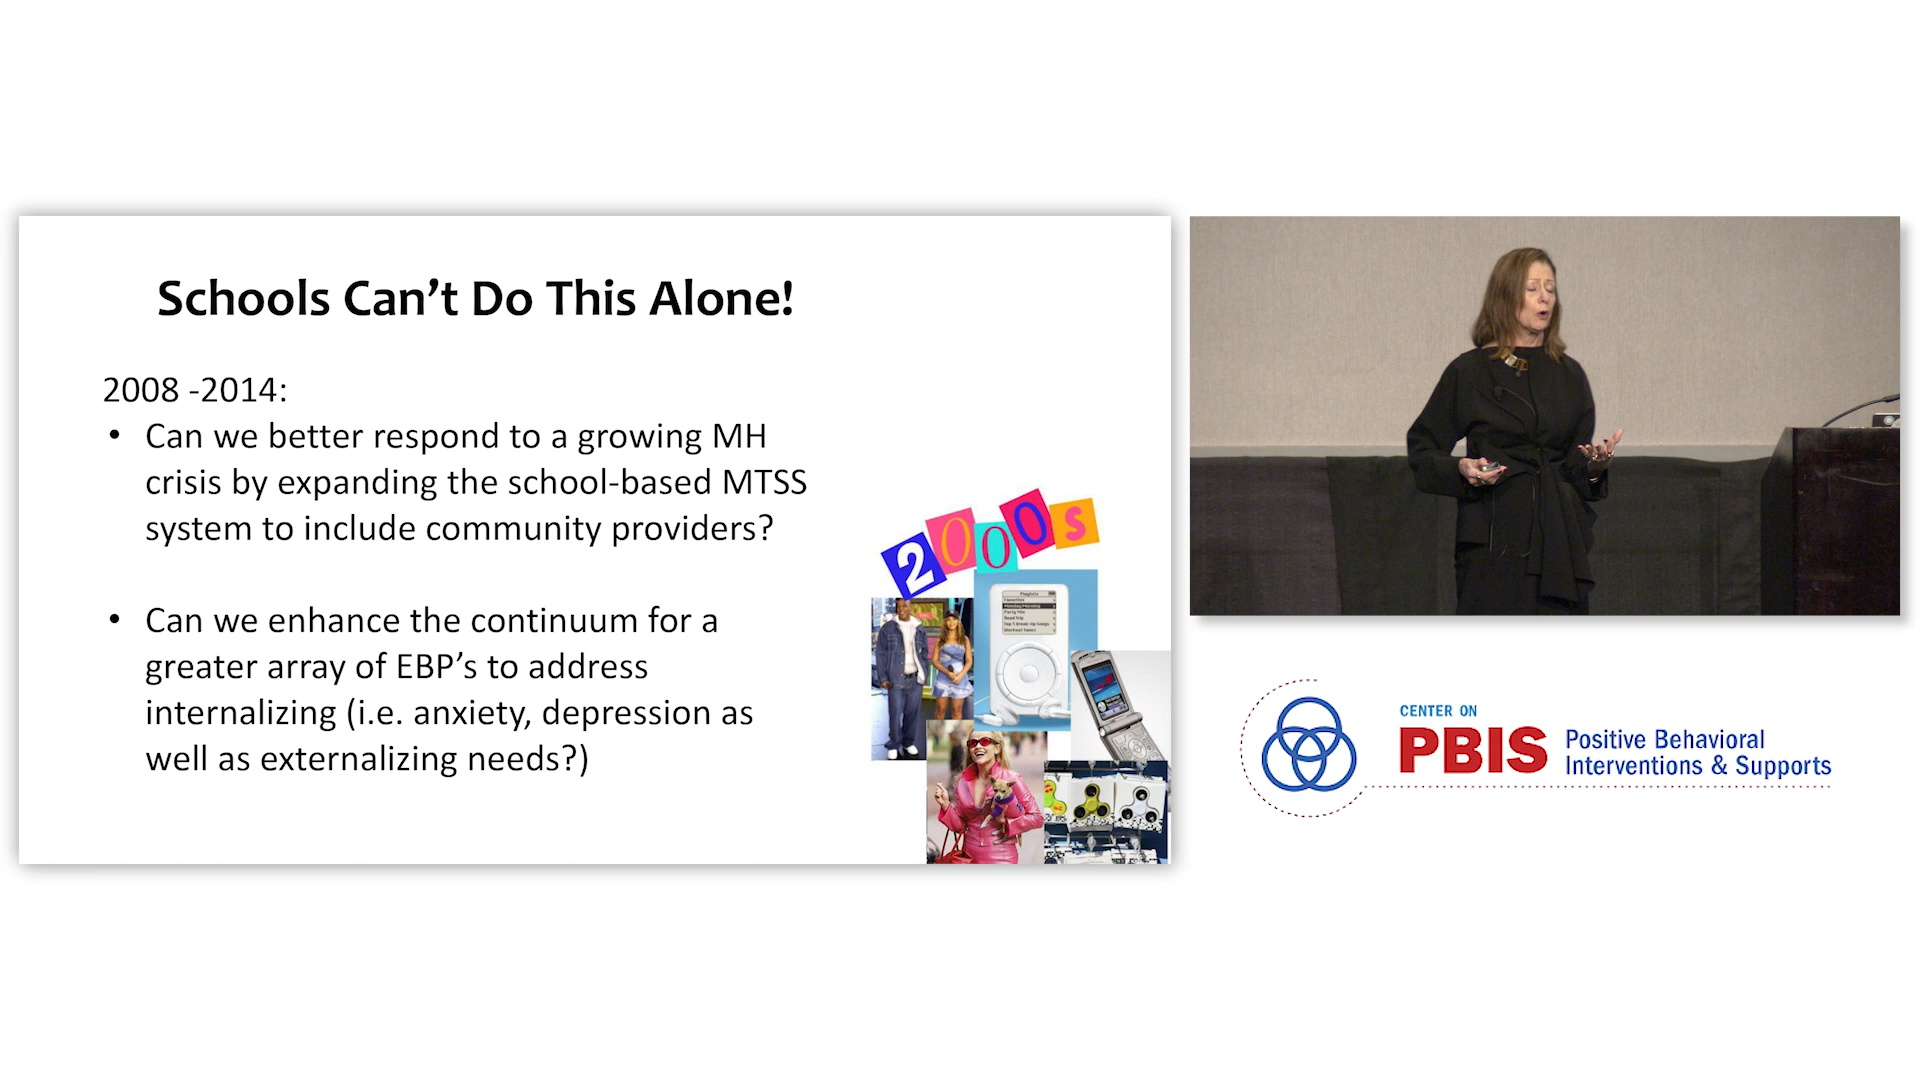 Schools Can’t Do This Alone!
2008 -2014:
• Can we better respond to a growing MH
crisis by expanding the school-based MTSS
system to include community providers?
• Can we enhance the continuum for a
greater array of EBP’s to address
internalizing (i.e. anxiety, depression as
well as externalizing needs?)
2000s
Playlists
CENTER ON
PBIS
Positive Behavioral
Interventions & Supports